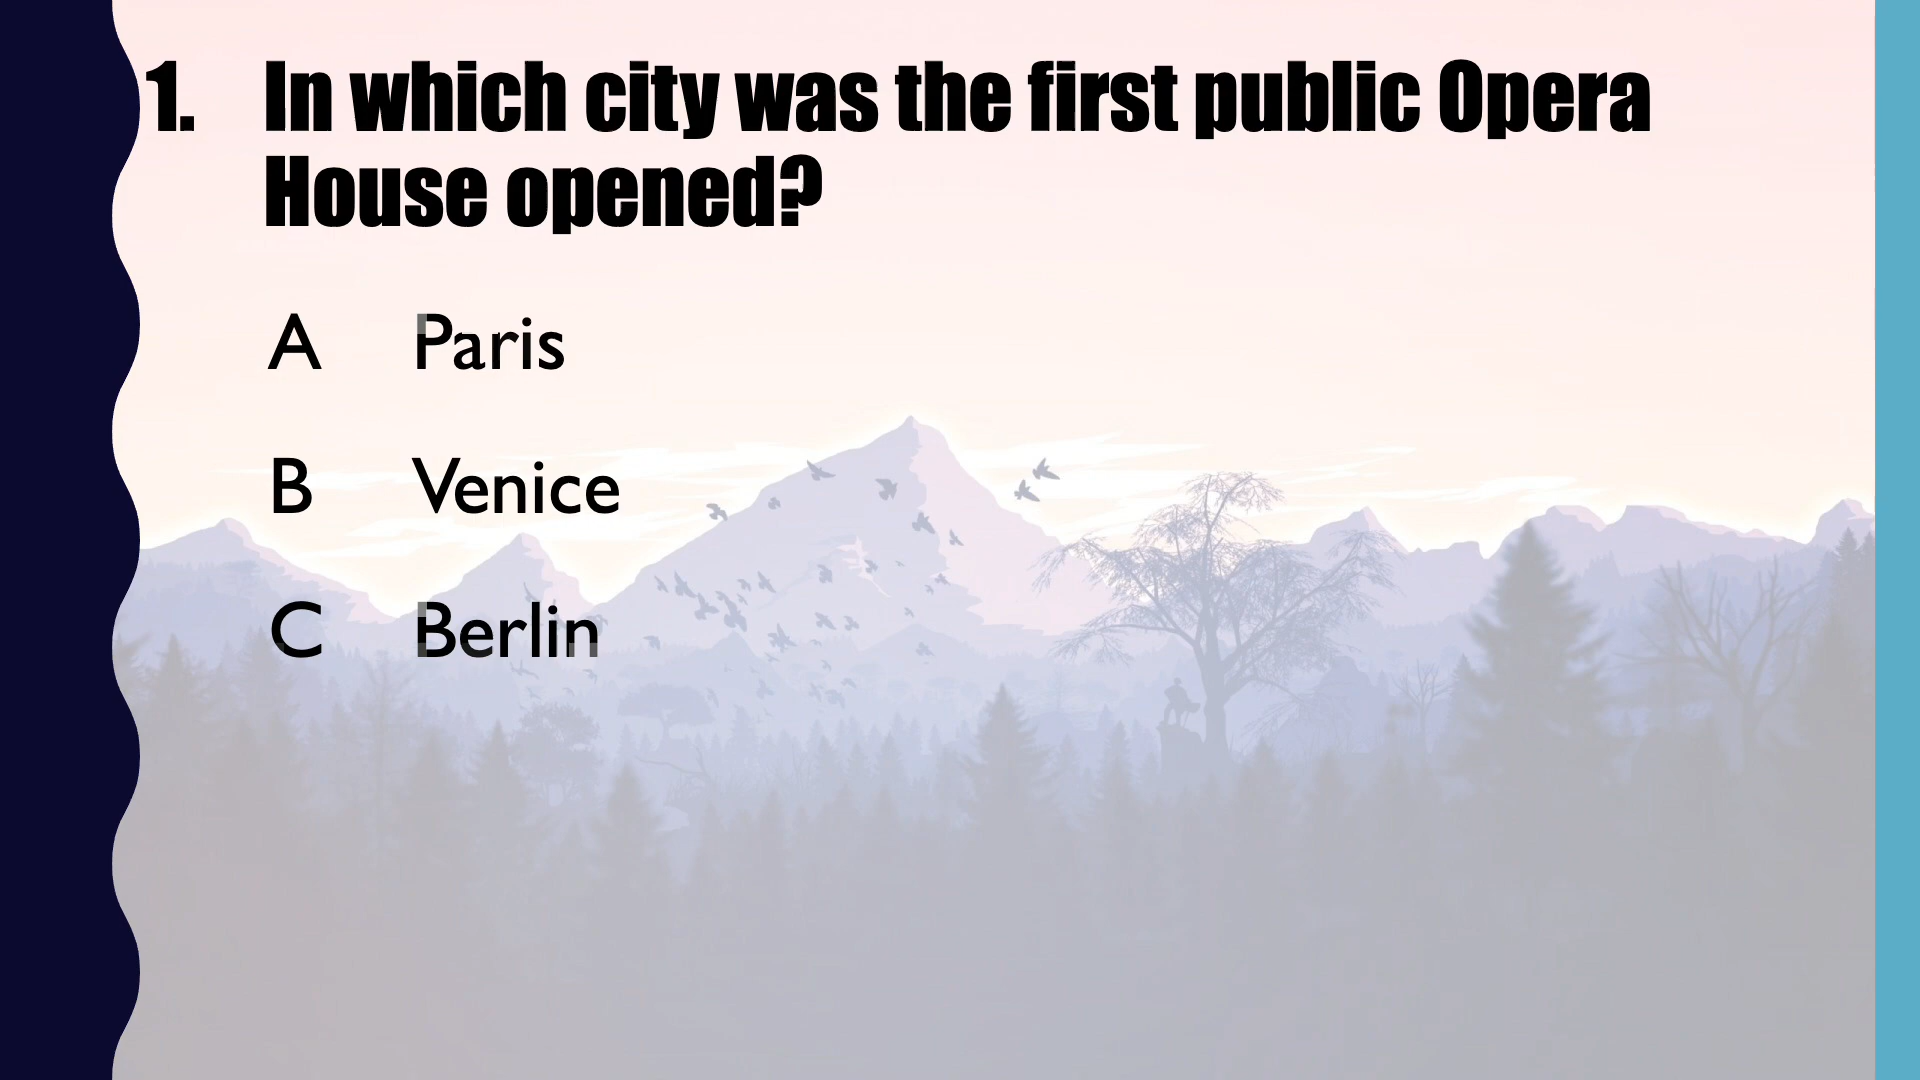 1. In which city was the first public Opera
House opened?
A Paris
B Venice
C Berlin